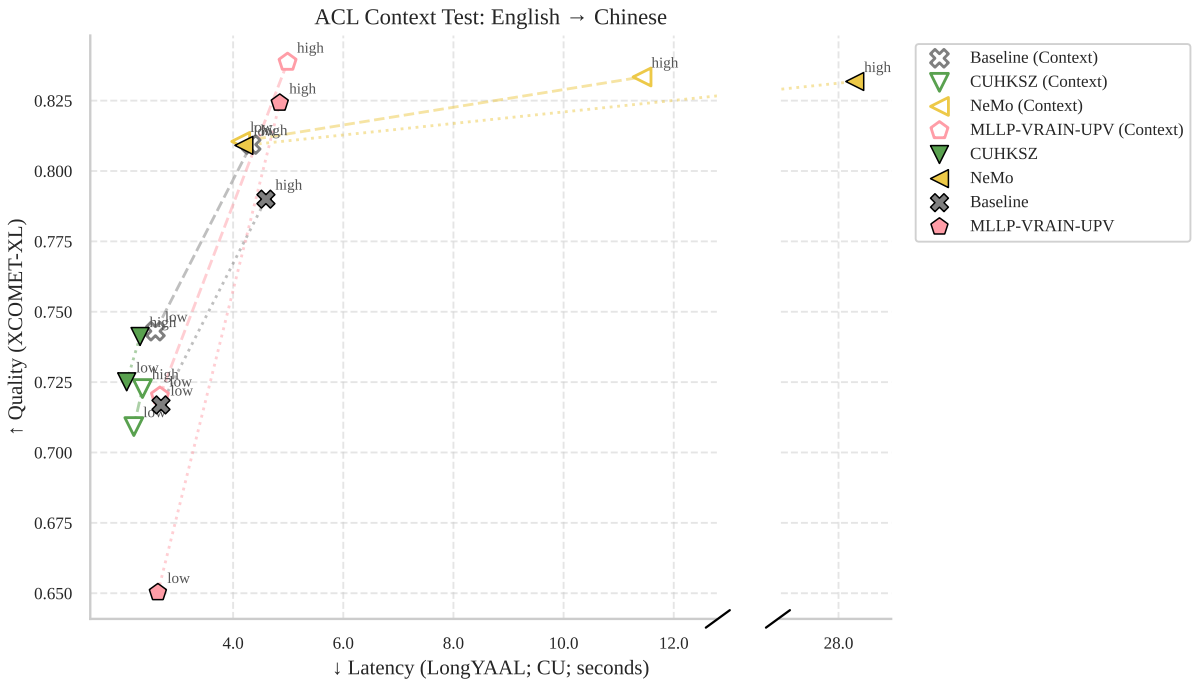 ACL Context Test: English → Chinese
↑ Quality (XCOMET-XL)
0.825
0.800
0.775
0.750
0.725
0.700
0.675
0.650
high
high
high
high
low
low
high
high
low
high
low
high
low
low
low
low
4.0
6.0
8.0
10.0
12.0
28.0
↓ Latency (LongYAAL; CU; seconds)
Baseline (Context)
CUHKSZ (Context)
NeMo (Context)
MLLP-VRAIN-UPV (Context)
CUHKSZ
NeMo
Baseline
MLLP-VRAIN-UPV